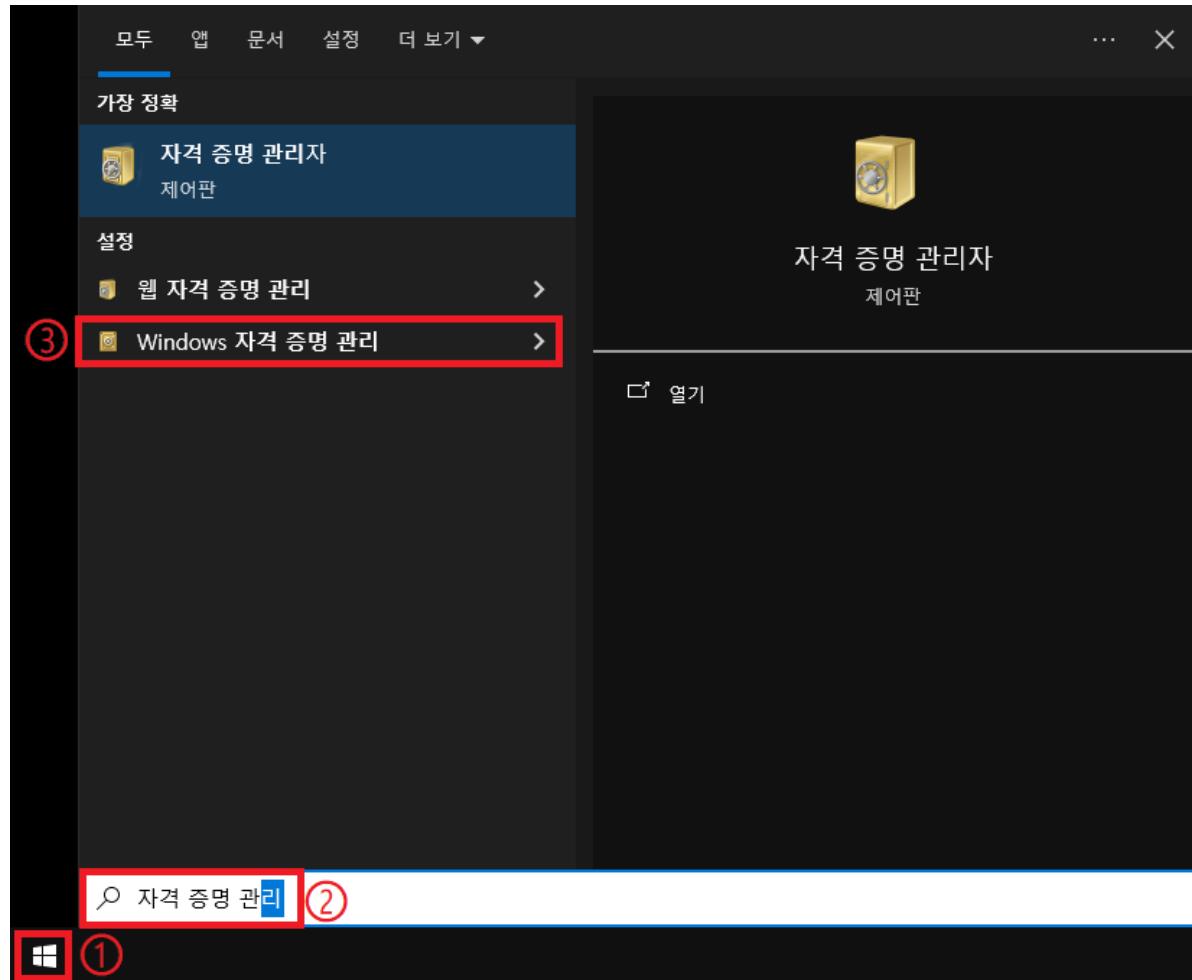 모두 앱 문서 설정 더 보기 ···
가장 정확
자격 증명 관리자
제어판
설정
웹 자격 증명 관리
③ Windows 자격 증명 관리
자격 증명 관리자
제어판
열기
자격 증명 관리 ②
①